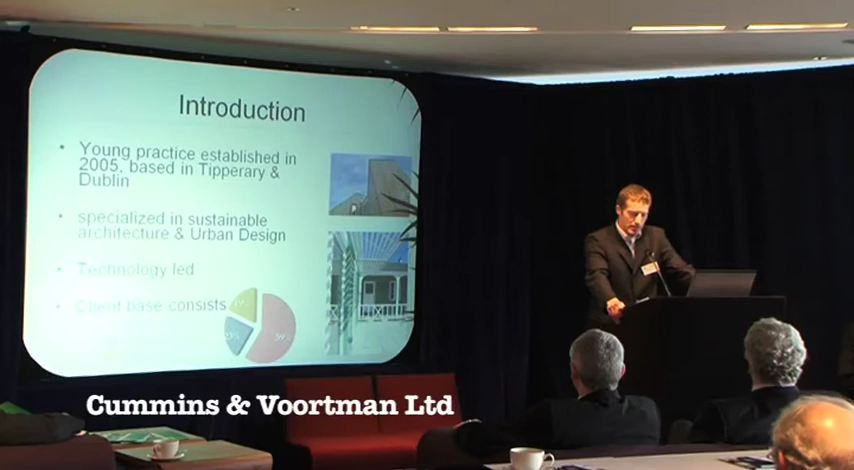 Introduction
• Young practice established in
2005, based in Tipperary &
Dublin
• specialized in sustainable
architecture & Urban Design
• Technology led
• Client base consists
59%
Cummins & Voortman Ltd